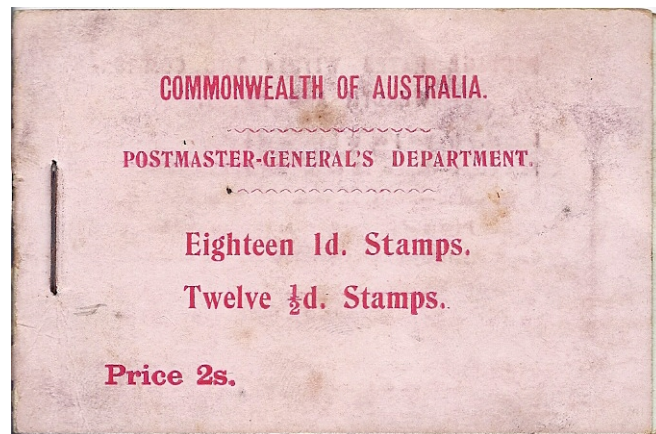 COMMONWEALTH OF AUSTRALIA.
POSTMASTER-GENERAL'S DEPARTMENT.
Eighteen 1d. Stamps.
Twelve ½d. Stamps.
Price 2s.